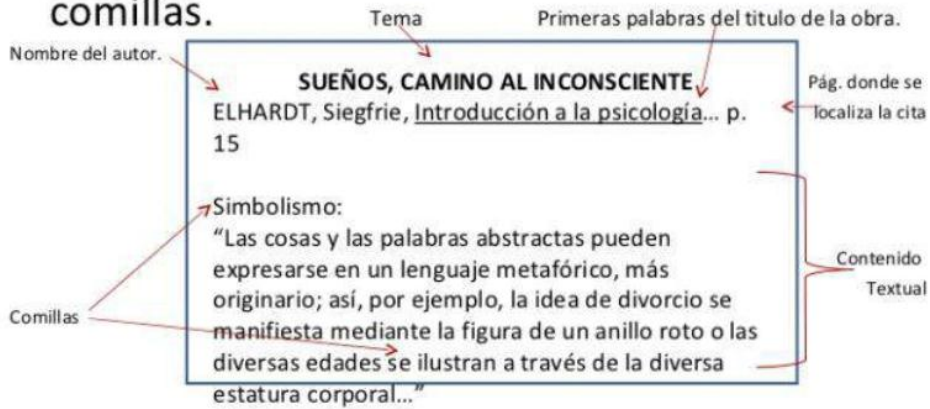 comillas.
Tema
Primeras palabras del titulo de la obra.
Nombre del autor.
SUEÑOS, CAMINO AL INCONSCIENTE
Pág. donde se
localiza la cita
ELHARDT, Siegfrie, Introducción a la psicología... p.
15
Simbolismo:
“Las cosas y las palabras abstractas pueden
expresarse en un lenguaje metafórico, más
originario; así, por ejemplo, la idea de divorcio se
manifiesta mediante la figura de un anillo roto o las
diversas edades se ilustran a través de la diversa
estatura corporal...”
Contenido
Textual
Comillas